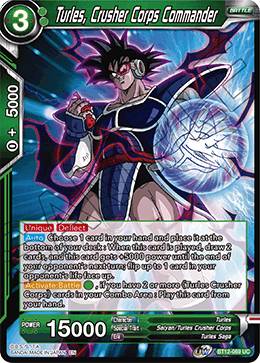 BATTLE
3
Turles, Crusher Corps Commander
0 + 5000
Unique Deflect
Auto Choose 1 card in your hand and place it at the
bottom of your deck: When this card is played, draw 2
cards, and this card gets +5000 power until the end of
your opponent's next turn; flip up to 1 card in your
opponent's life face up.
Activate Battle , if you have 2 or more ‹Turles Crusher
Corps› cards in your Combo Area: Play this card from
your hand.
POWER 15000
Character Turles
Special Trait Saiyan/Turles Crusher Corps
Era Turles Saga
BANDAI MADE IN JAPAN EN
BT12-069 UC